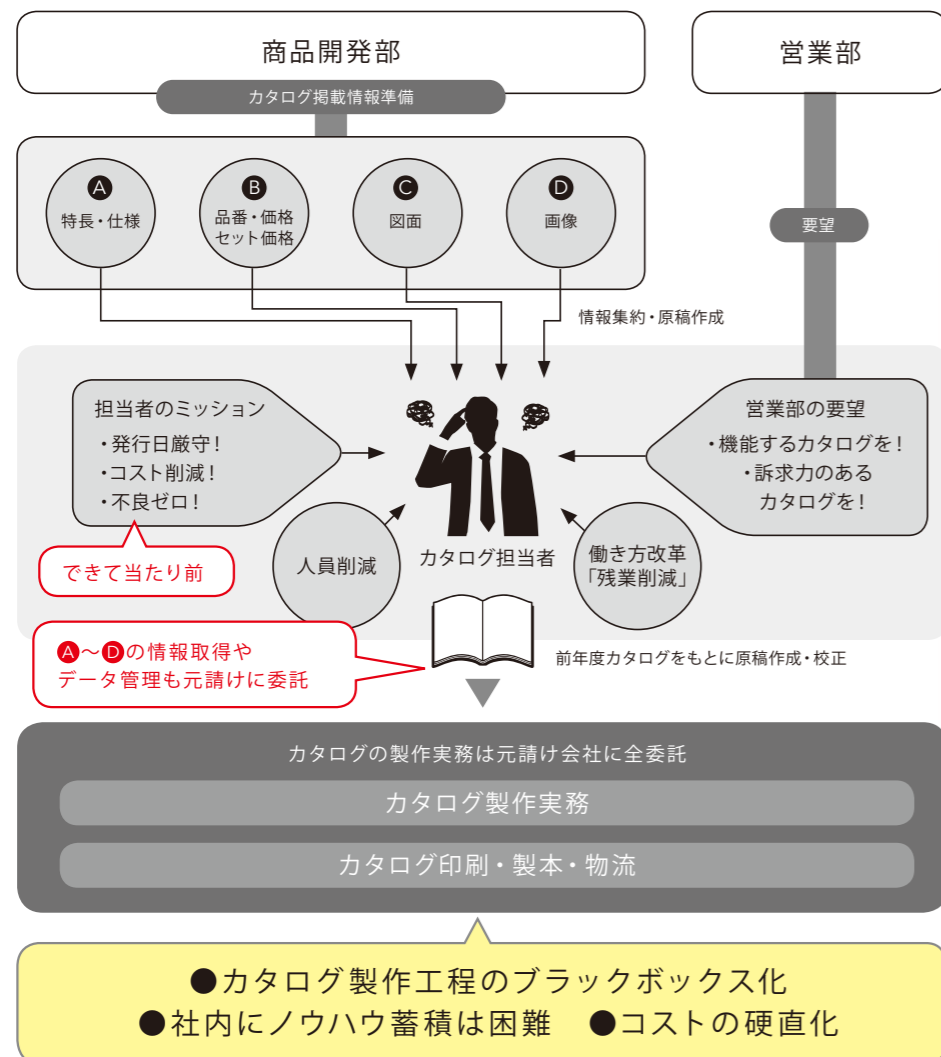 商品開発部
営業部
カタログ掲載情報準備
A
特長・仕様
B
品番・価格
セット価格
C
図面
D
画像
要望
情報集約・原稿作成
担当者のミッション
・発行日厳守！
・コスト削減！
・不良ゼロ！
営業部の要望
・機能するカタログを！
・訴求力のある
カタログを！
できて当たり前
人員削減
カタログ担当者
働き方改革
「残業削減」
A～Dの情報取得や
データ管理も元請けに委託
前年度カタログをもとに原稿作成・校正
カタログの製作実務は元請け会社に全委託
カタログ製作実務
カタログ印刷・製本・物流
●カタログ製作工程のブラックボックス化
●社内にノウハウ蓄積は困難　●コストの硬直化